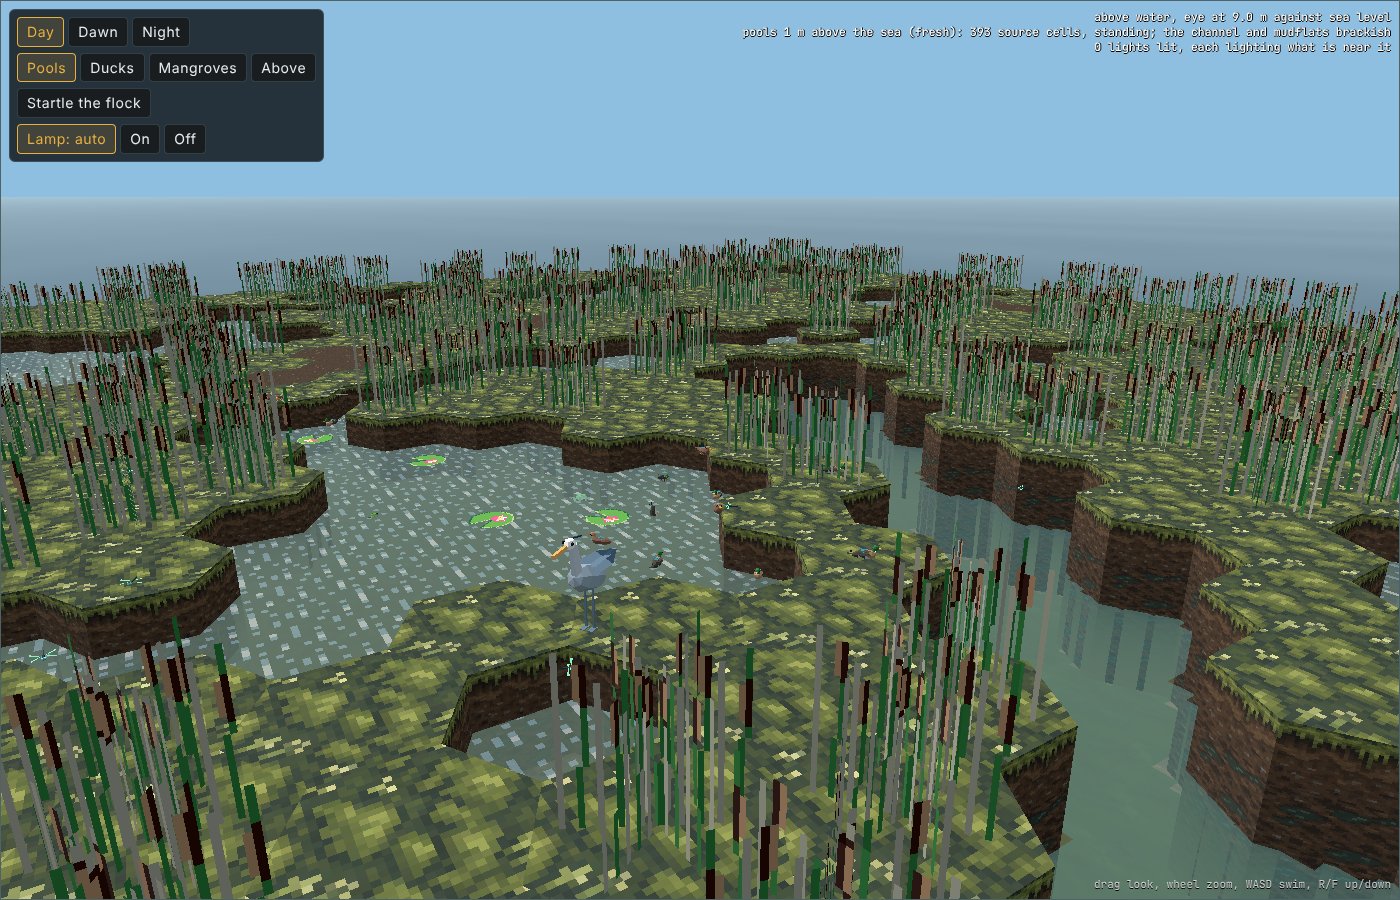 Day Dawn Night
Pools Ducks Mangroves Above
Startle the flock
Lamp: auto On Off
above water, eye at 9.0 m against sea level
pools 1 m above the sea (fresh): 393 source cells, standing; the channel and mudflats brackish
0 lights lit, each lighting what is near it
drag look, wheel zoom, WASD swim, R/F up/down